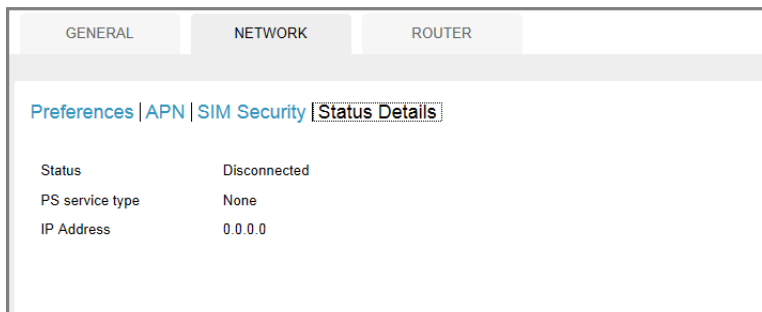 GENERAL NETWORK ROUTER
Preferences | APN | SIM Security | Status Details
Status Disconnected
PS service type None
IP Address 0.0.0.0